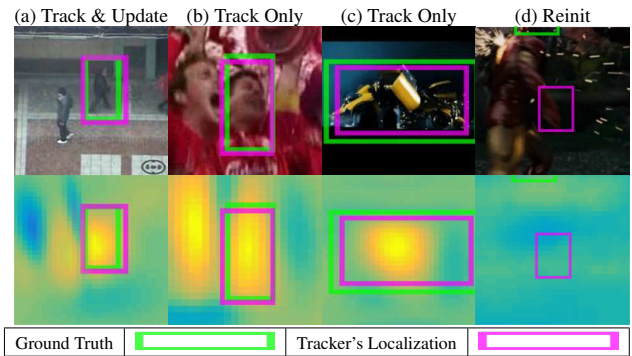 (a) Track & Update (b) Track Only (c) Track Only (d) Reinit
Ground Truth Tracker's Localization